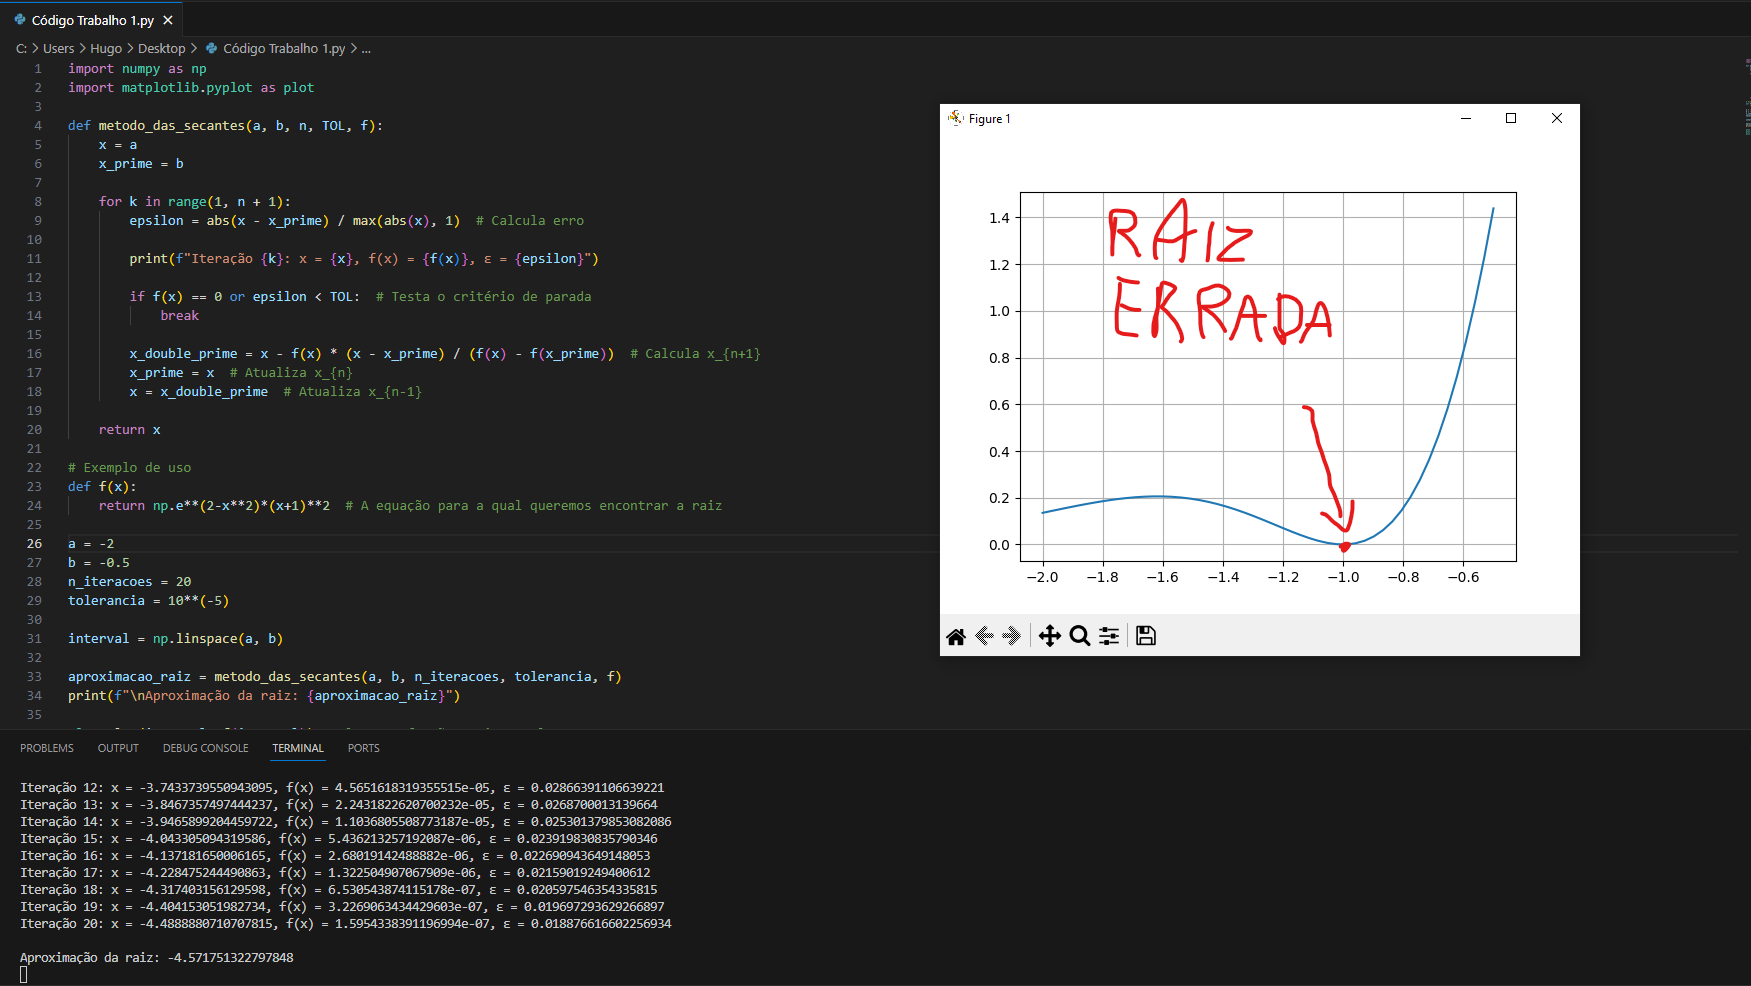 Código Trabalho 1.py
C: > Users > Hugo > Desktop > Código Trabalho 1.py > ...
1 import numpy as np
2 import matplotlib.pyplot as plot
3
4 def metodo_das_secantes(a, b, n, TOL, f):
5 x = a
6 x_prime = b
7
8 for k in range(1, n + 1):
9 epsilon = abs(x - x_prime) / max(abs(x), 1)  # Calcula erro
10
11 print(f"Iteração {k}: x = {x}, f(x) = {f(x)}, ε = {epsilon}")
12
13 if f(x) == 0 or epsilon < TOL:  # Testa o critério de parada
14 break
15
16 x_double_prime = x - f(x) * (x - x_prime) / (f(x) - f(x_prime))  # Calcula x_{n+1}
17 x_prime = x  # Atualiza x_{n}
18 x = x_double_prime  # Atualiza x_{n-1}
19
20 return x
21
22 # Exemplo de uso
23 def f(x):
24 return np.e**(2-x**2)*(x+1)**2  # A equação para a qual queremos encontrar a raiz
25
26 a = -2
27 b = -0.5
28 n_iteracoes = 20
29 tolerancia = 10**(-5)
30
31 interval = np.linspace(a, b)
32
33 aproximacao_raiz = metodo_das_secantes(a, b, n_iteracoes, tolerancia, f)
34 print(f"\nAproximação da raiz: {aproximacao_raiz}")
35
Figure 1
RAIZ
ERRADA
1.4
1.2
1.0
0.8
0.6
0.4
0.2
0.0
−2.0 −1.8 −1.6 −1.4 −1.2 −1.0 −0.8 −0.6
PROBLEMS OUTPUT DEBUG CONSOLE TERMINAL PORTS
Iteração 12: x = -3.7433739550943095, f(x) = 4.5651618319355515e-05, ε = 0.02866391106639221
Iteração 13: x = -3.8467357497444237, f(x) = 2.2431822620700232e-05, ε = 0.0268700013139664
Iteração 14: x = -3.9465899204459722, f(x) = 1.1036805508773187e-05, ε = 0.025301379853082086
Iteração 15: x = -4.043305094319586, f(x) = 5.436213257192087e-06, ε = 0.023919830835790346
Iteração 16: x = -4.137181650006165, f(x) = 2.68019142488882e-06, ε = 0.022690943649148053
Iteração 17: x = -4.228475244490863, f(x) = 1.322504907067909e-06, ε = 0.02159019249400612
Iteração 18: x = -4.317403156129598, f(x) = 6.530543874115178e-07, ε = 0.020597546354335815
Iteração 19: x = -4.404153051982734, f(x) = 3.2269063434429603e-07, ε = 0.019697293629266897
Iteração 20: x = -4.4888880710707815, f(x) = 1.5954338391196994e-07, ε = 0.018876616602256934
Aproximação da raiz: -4.571751322797848